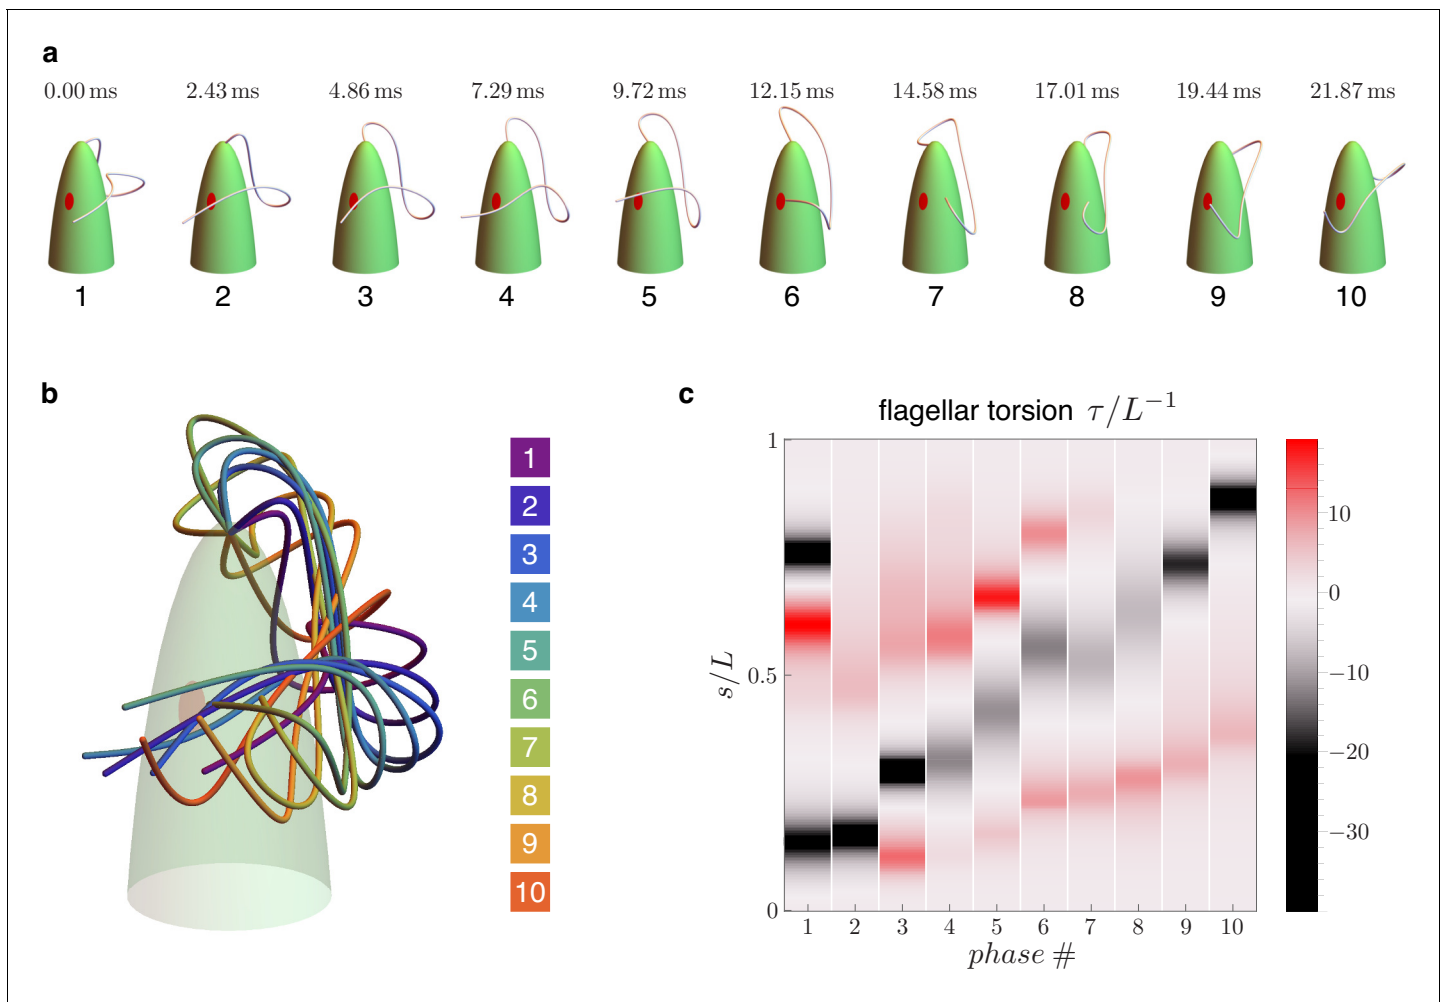 a
0.00 ms 2.43 ms 4.86 ms 7.29 ms 9.72 ms 12.15 ms 14.58 ms 17.01 ms 19.44 ms 21.87 ms
1 2 3 4 5 6 7 8 9 10
b
1
2
3
4
5
6
7
8
9
10
c
flagellar torsion τ/L⁻¹
1
0.5
0
s/L
1 2 3 4 5 6 7 8 9 10
phase #
10
0
−10
−20
−30